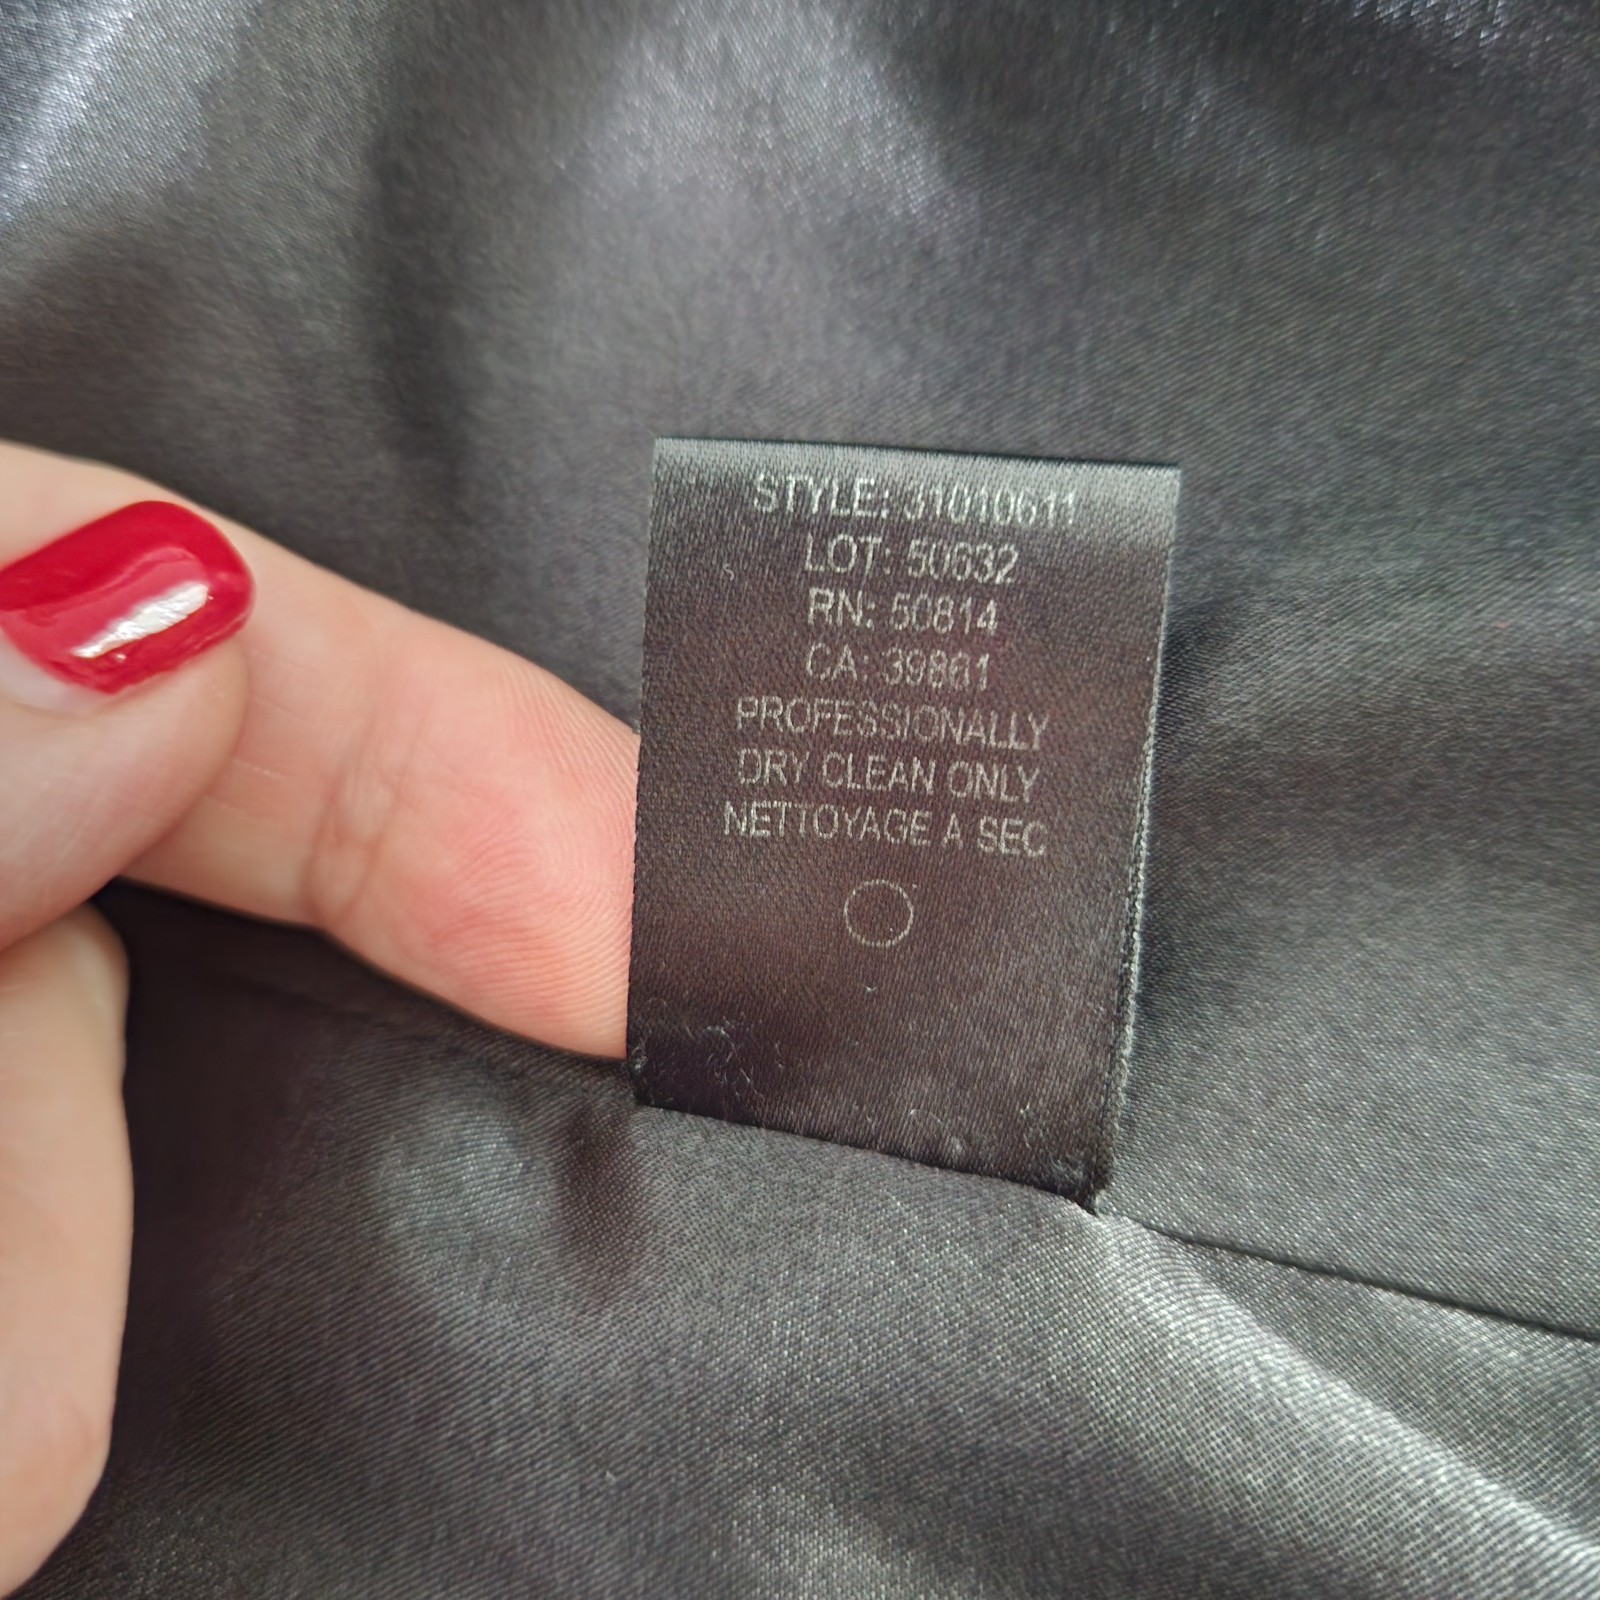 STYLE: 31010611
LOT: 50632
RN: 50814
CA: 39861
PROFESSIONALLY
DRY CLEAN ONLY
NETTOYAGE A SEC